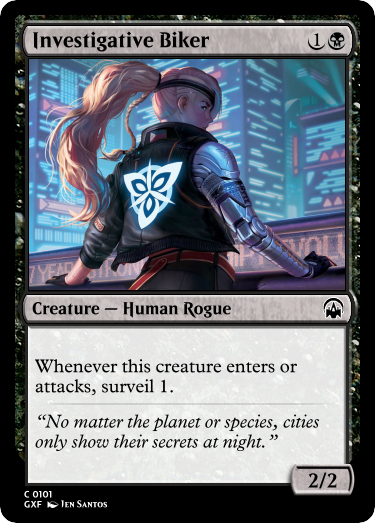 Investigative Biker 1
Creature — Human Rogue
Whenever this creature enters or
attacks, surveil 1.
“No matter the planet or species, cities
only show their secrets at night.”
2/2
C 0101
GXF Jen Santos